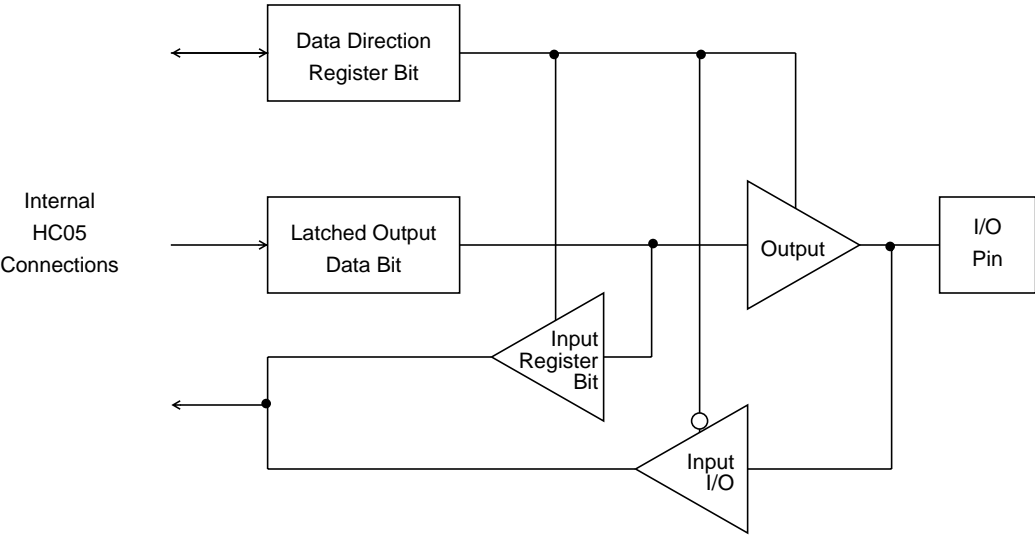 Data Direction
Register Bit
Internal
HC05
Connections
Latched Output
Data Bit
Output
I/O
Pin
Input
Register
Bit
Input
I/O